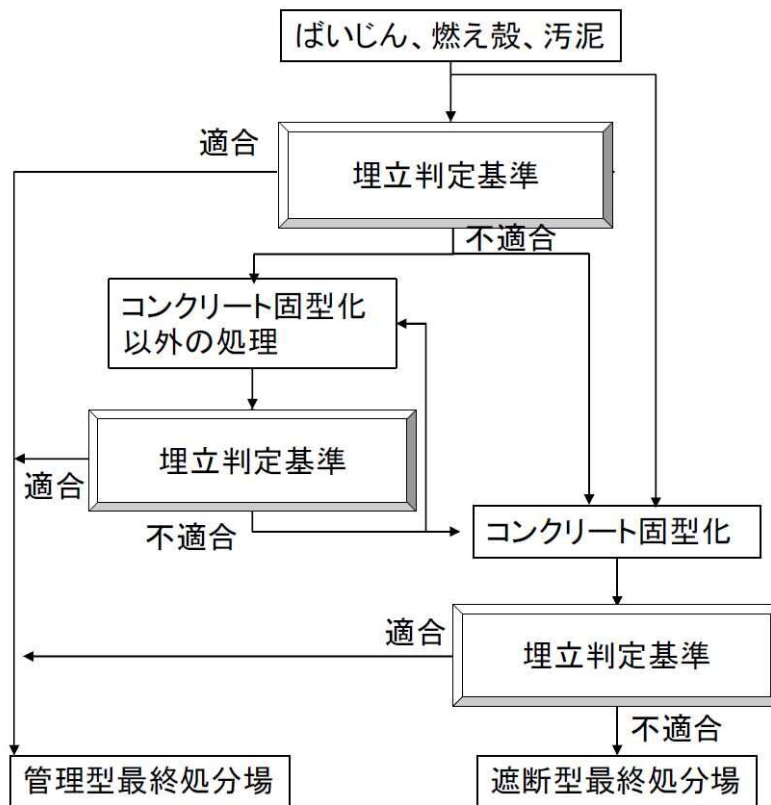 ばいじん、燃え殻、汚泥
適合
埋立判定基準
不適合
コンクリート固型化
以外の処理
埋立判定基準
適合
不適合
コンクリート固型化
適合
埋立判定基準
不適合
管理型最終処分場
遮断型最終処分場